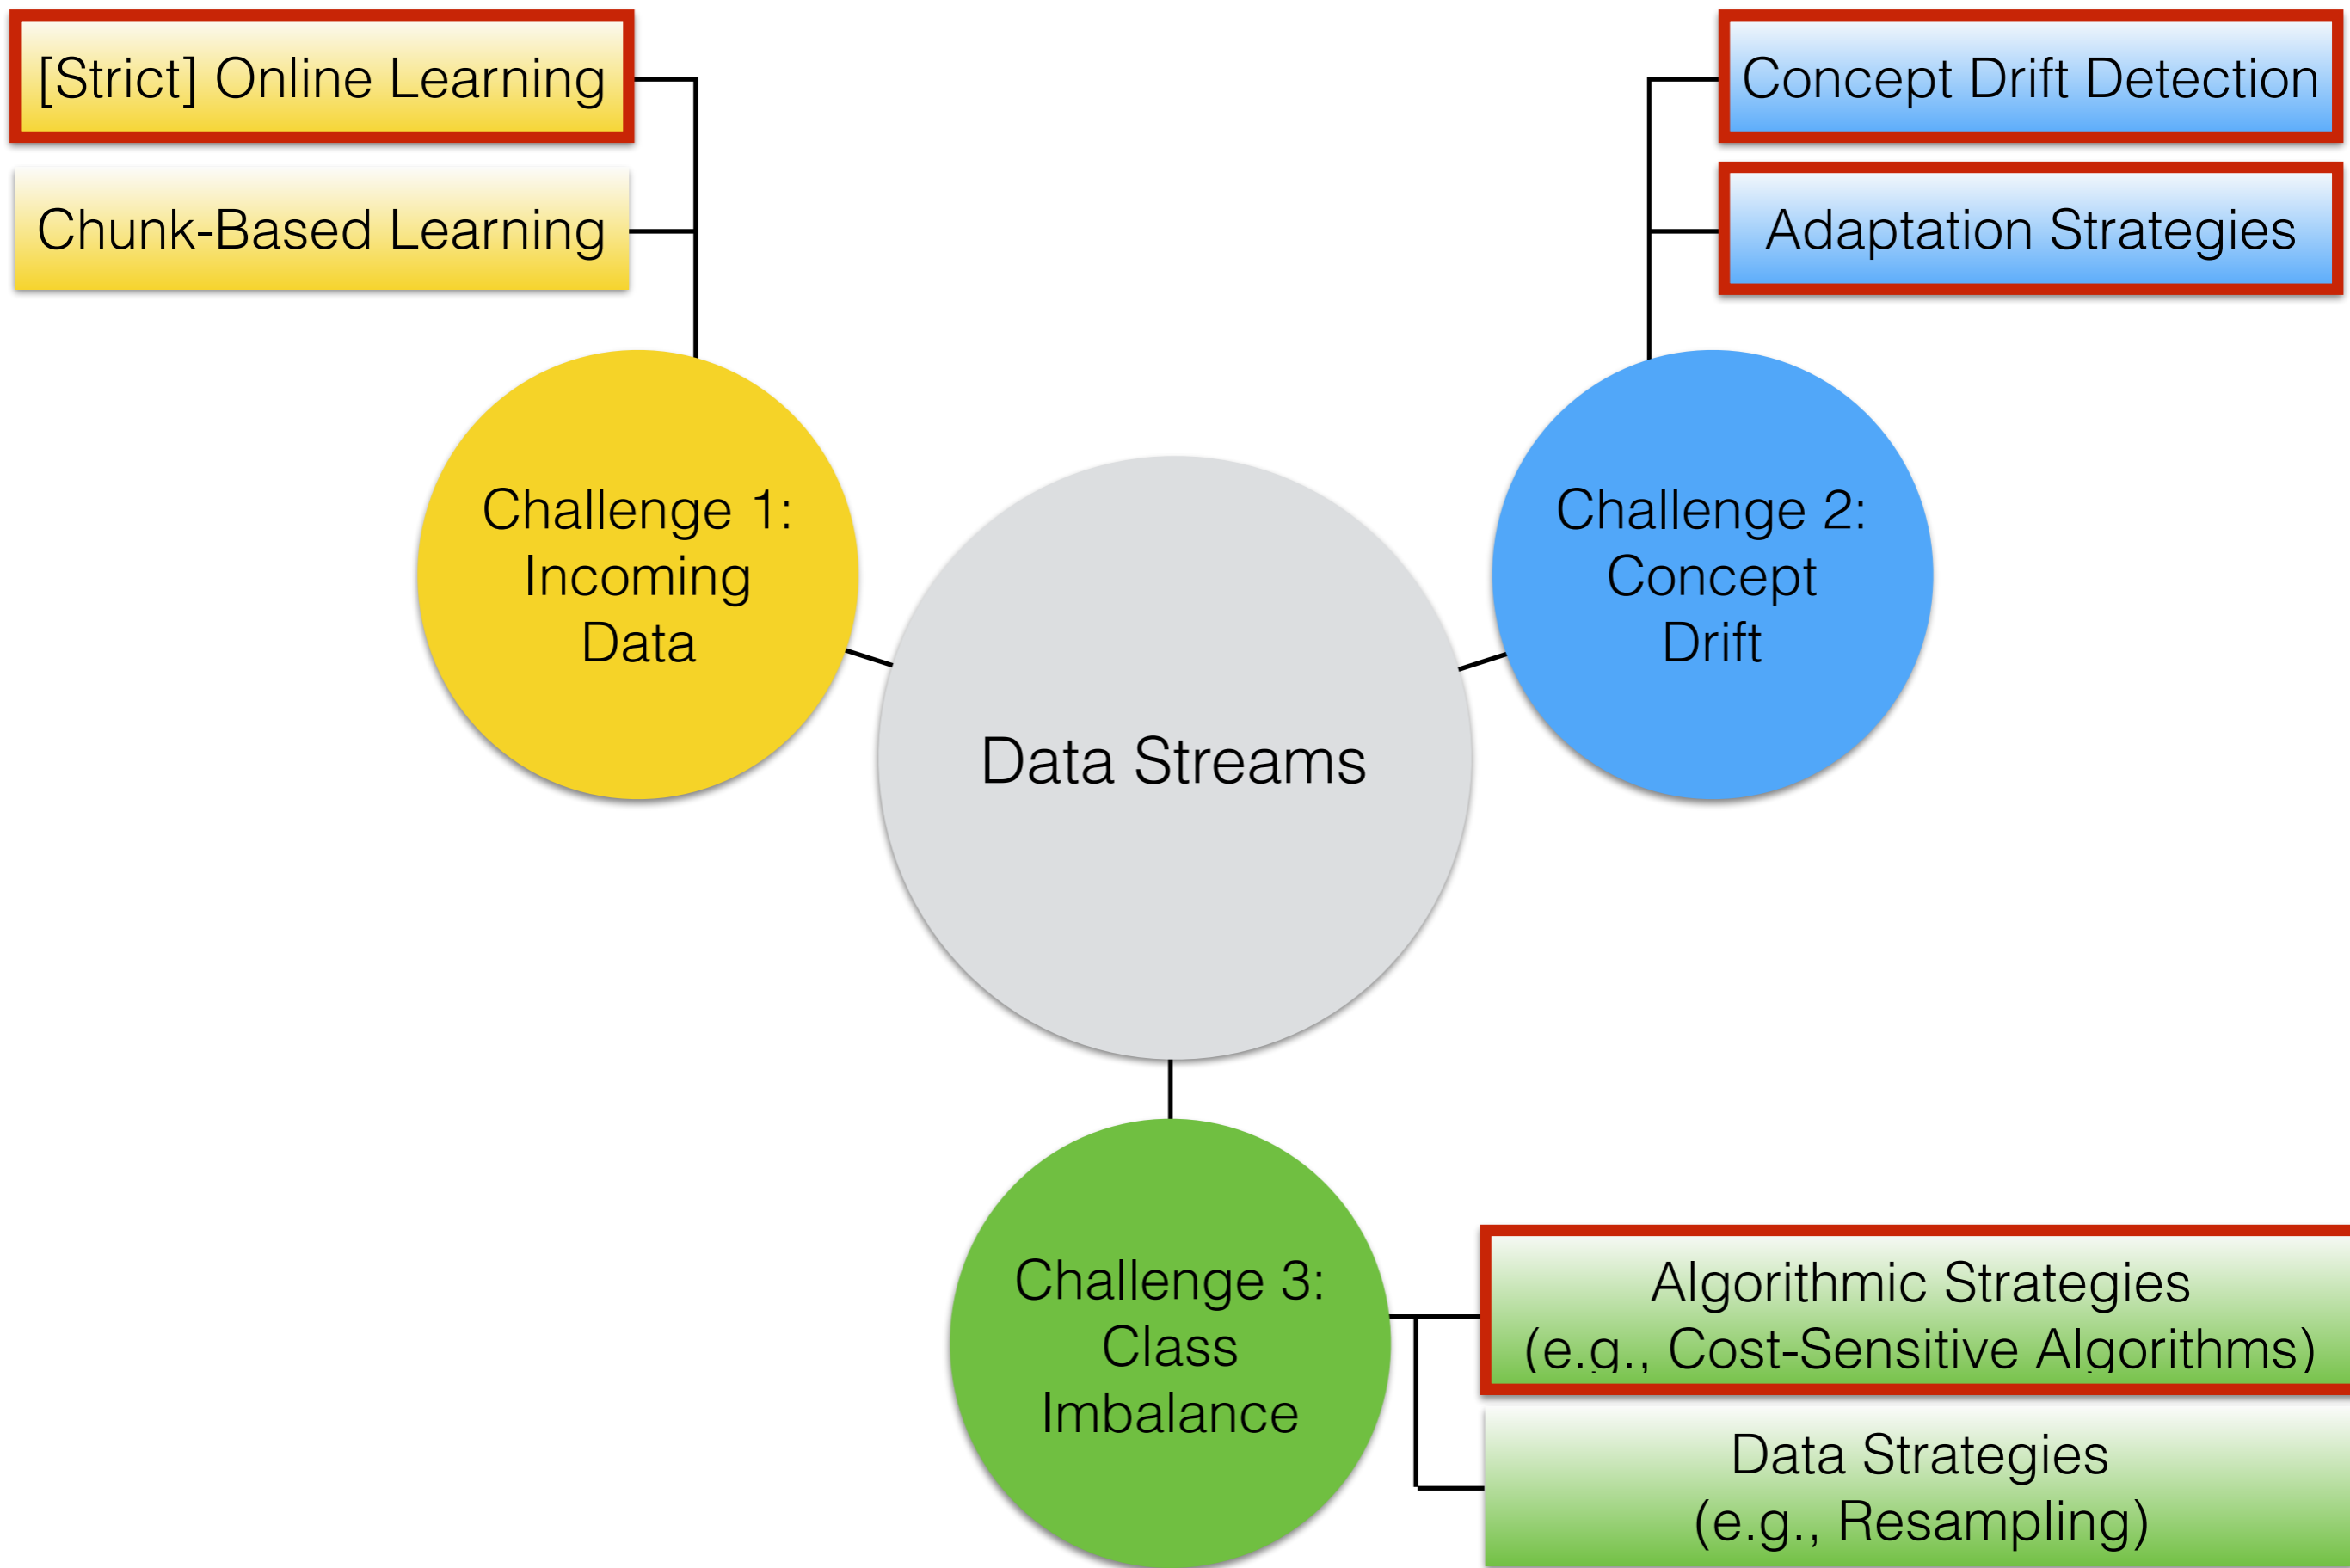 [Strict] Online Learning
Chunk-Based Learning
Challenge 1:
Incoming
Data
Concept Drift Detection
Adaptation Strategies
Challenge 2:
Concept
Drift
Data Streams
Challenge 3:
Class
Imbalance
Algorithmic Strategies
(e.g., Cost-Sensitive Algorithms)
Data Strategies
(e.g., Resampling)